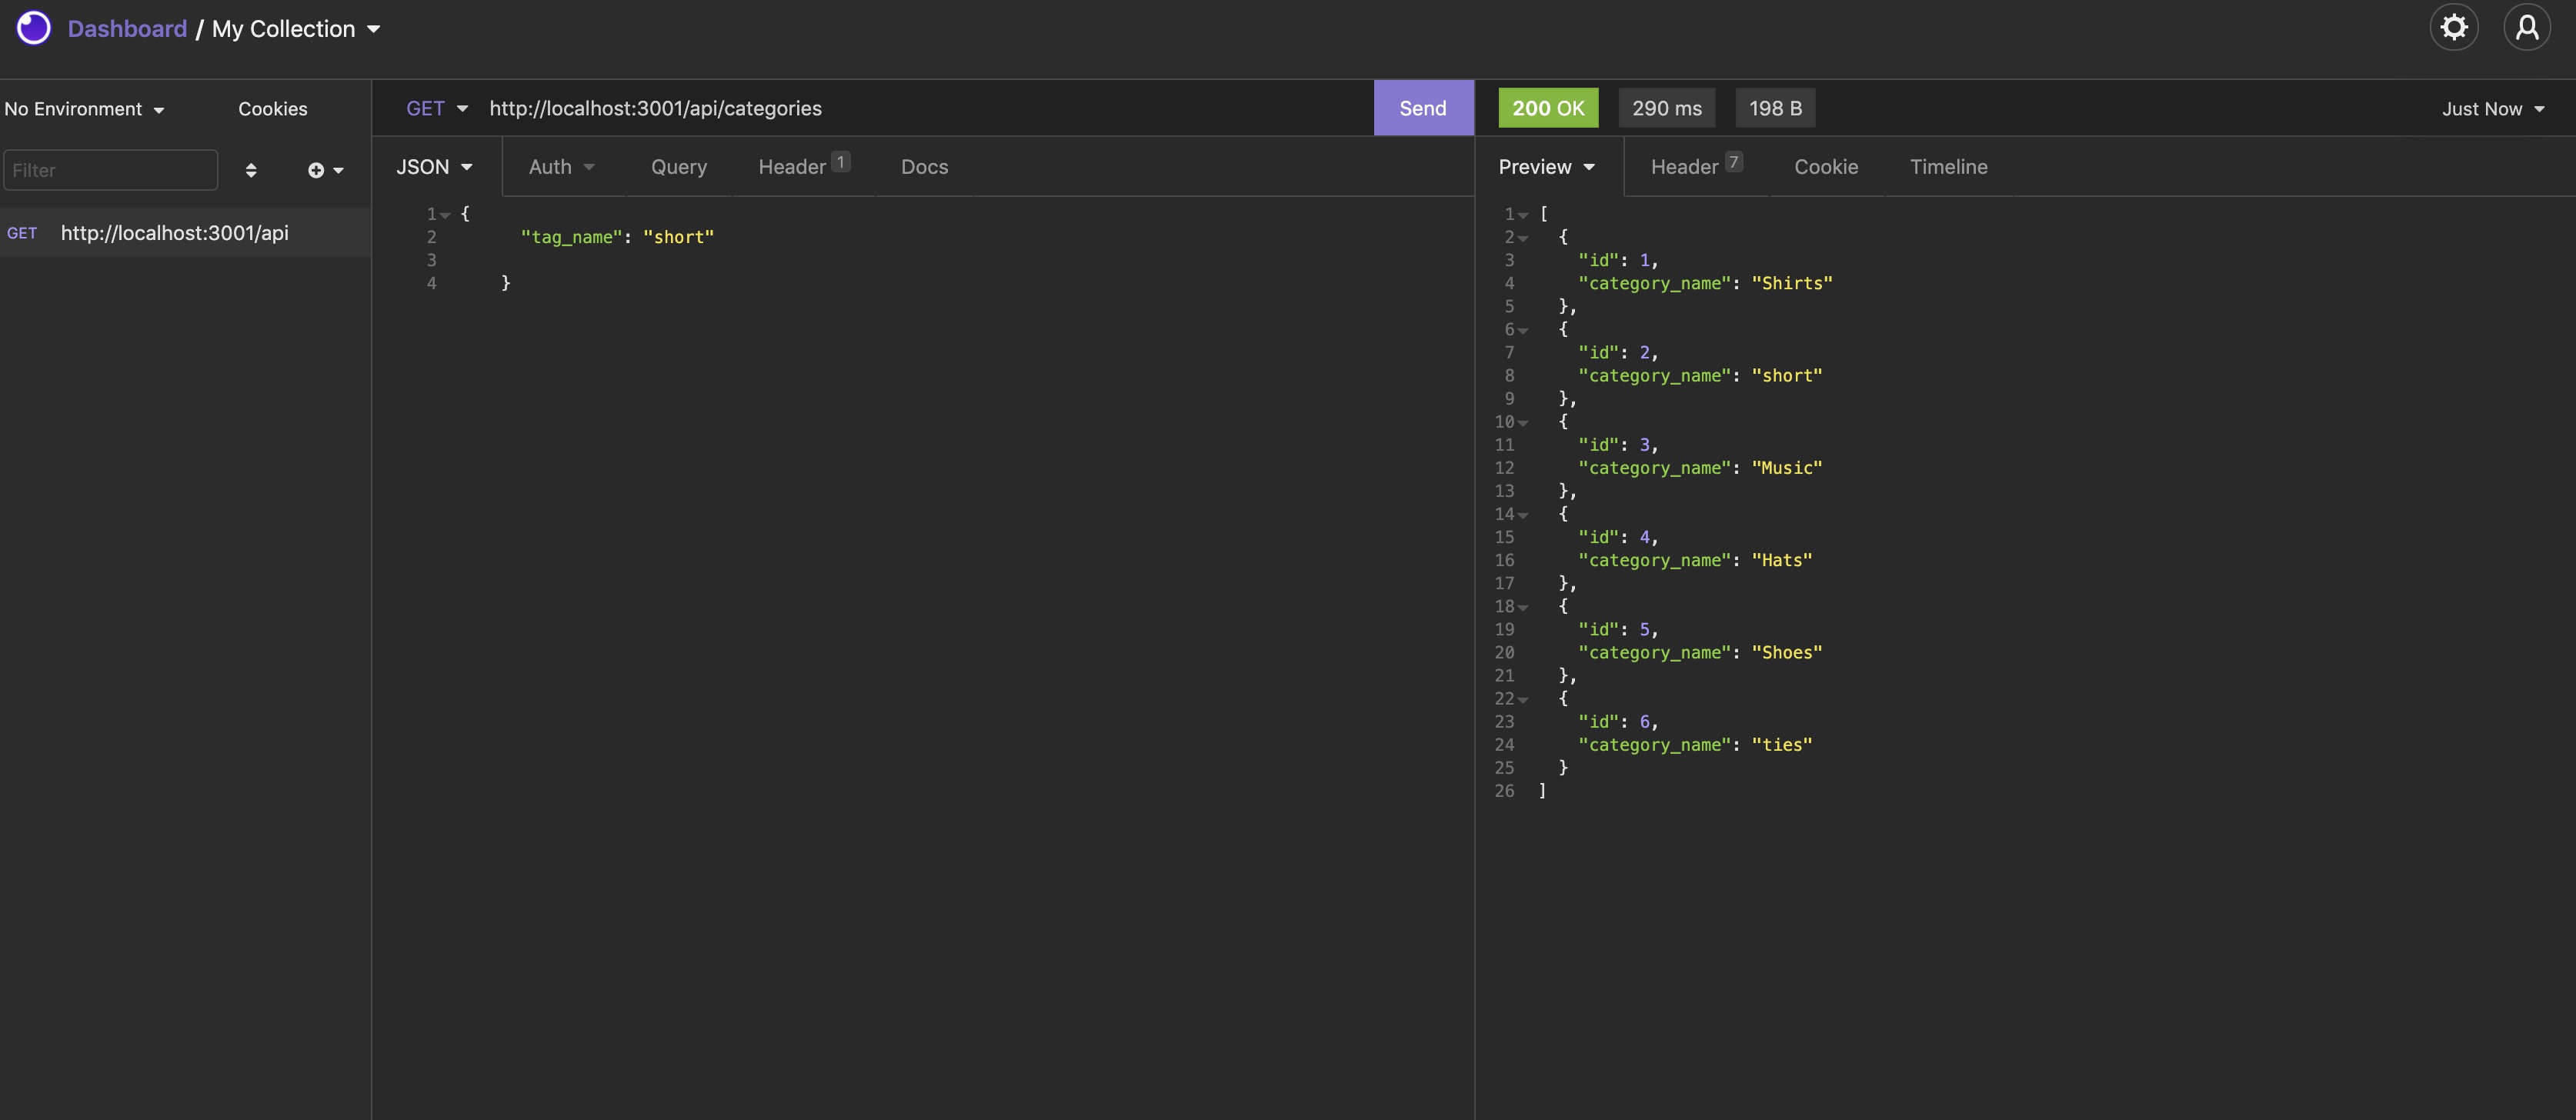 Dashboard / My Collection
No Environment Cookies
Filter
GET http://localhost:3001/api
GET http://localhost:3001/api/categories Send
JSON Auth Query Header 1 Docs
1 {
2 "tag_name": "short"
3
4 }
200 OK 290 ms 198 B Just Now
Preview Header 7 Cookie Timeline
1 [
2 {
3 "id": 1,
4 "category_name": "Shirts"
5 },
6 {
7 "id": 2,
8 "category_name": "short"
9 },
10 {
11 "id": 3,
12 "category_name": "Music"
13 },
14 {
15 "id": 4,
16 "category_name": "Hats"
17 },
18 {
19 "id": 5,
20 "category_name": "Shoes"
21 },
22 {
23 "id": 6,
24 "category_name": "ties"
25 }
26 ]